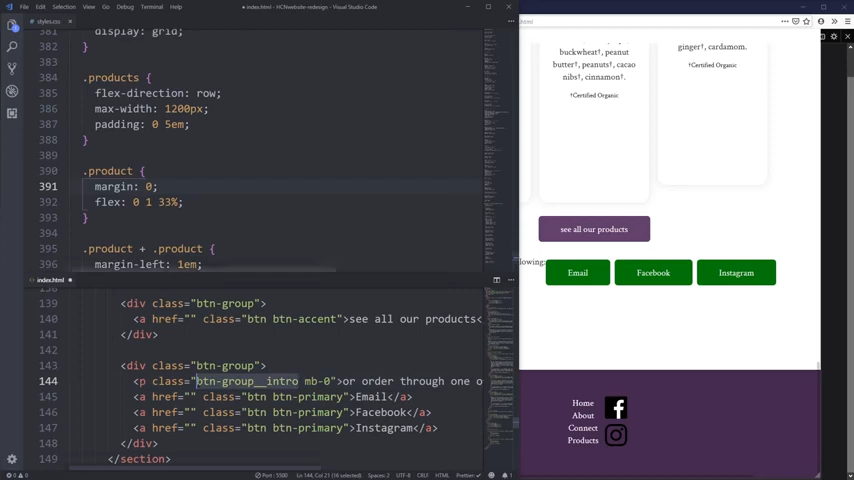 File Edit Selection View Go Debug Terminal Help
● index.html - HCNwebsite-redesign - Visual Studio Code
styles.css
381 display: grid;
382 }
383
384 .products {
385 flex-direction: row;
386 max-width: 1200px;
387 padding: 0 5em;
388 }
389
390 .product {
391 margin: 0;
392 flex: 0 1 33%;
393 }
394
395 .product + .product {
396 margin-left: 1em;
index.html ●
138
139 <div class="btn-group">
140 <a href="" class="btn btn-accent">see all our products<
141 </div>
142
143 <div class="btn-group">
144 <p class="btn-group__intro mb-0">or order through one o
145 <a href="" class="btn btn-primary">Email</a>
146 <a href="" class="btn btn-primary">Facebook</a>
147 <a href="" class="btn btn-primary">Instagram</a>
148 </div>
149 </section>
0 0
Port : 5500
Ln 144, Col 21 (16 selected)
Spaces: 2
UTF-8
CRLF
HTML
Prettier
1
html
buckwheat†, peanut
butter†, peanuts†, cacao
nibs†, cinnamon†.
†Certified Organic
ginger†, cardamom.
†Certified Organic
see all our products
llowing:
Email
Facebook
Instagram
Home
About
Connect
Products